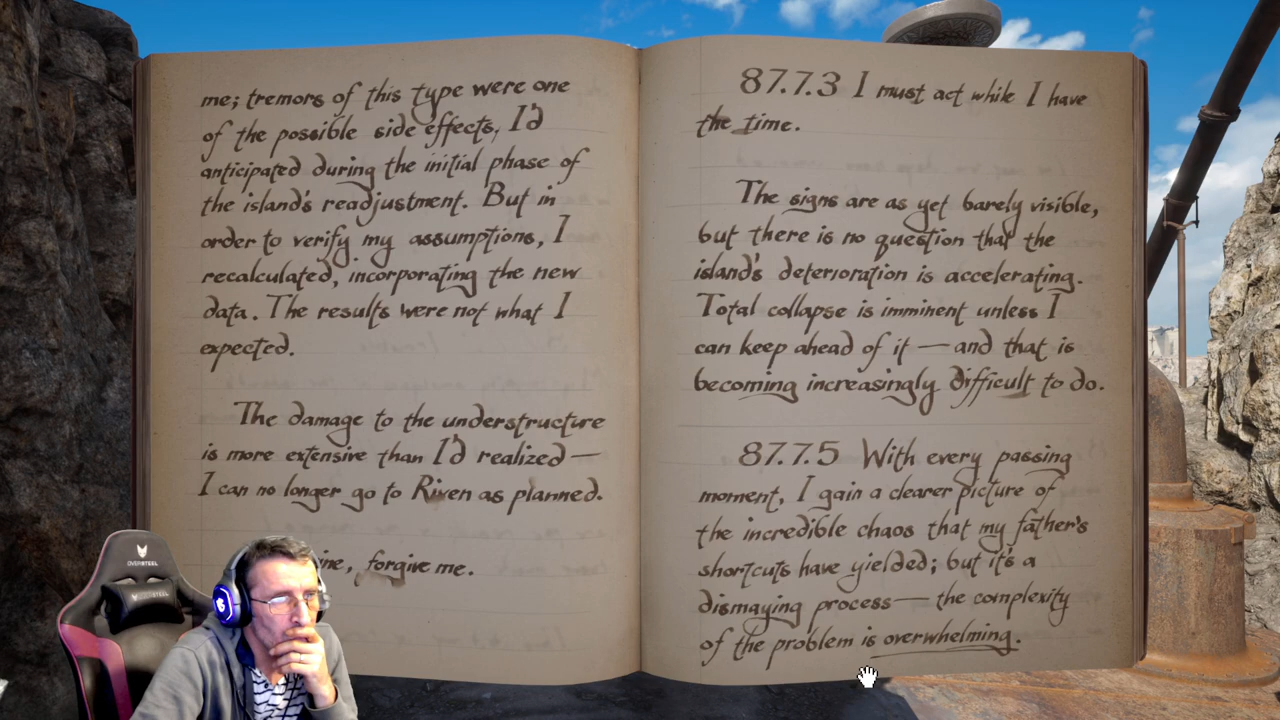 me; tremors of this type were one
of the possible side effects, I'd
anticipated during the initial phase of
the island's readjustment. But in
order to verify my assumptions, I
recalculated, incorporating the new
data. The results were not what I
expected.
The damage to the understructure
is more extensive than I'd realized —
I can no longer go to Riven as planned.
forgive me.
87.7.3 I must act while I have
the time.
The signs are as yet barely visible,
but there is no question that the
island's deterioration is accelerating.
Total collapse is imminent unless I
can keep ahead of it — and that is
becoming increasingly difficult to do.
87.7.5 With every passing
moment, I gain a clearer picture of
the incredible chaos that my father's
shortcuts have yielded; but it's a
dismaying process — the complexity
of the problem is overwhelming.
OVERSTEEL